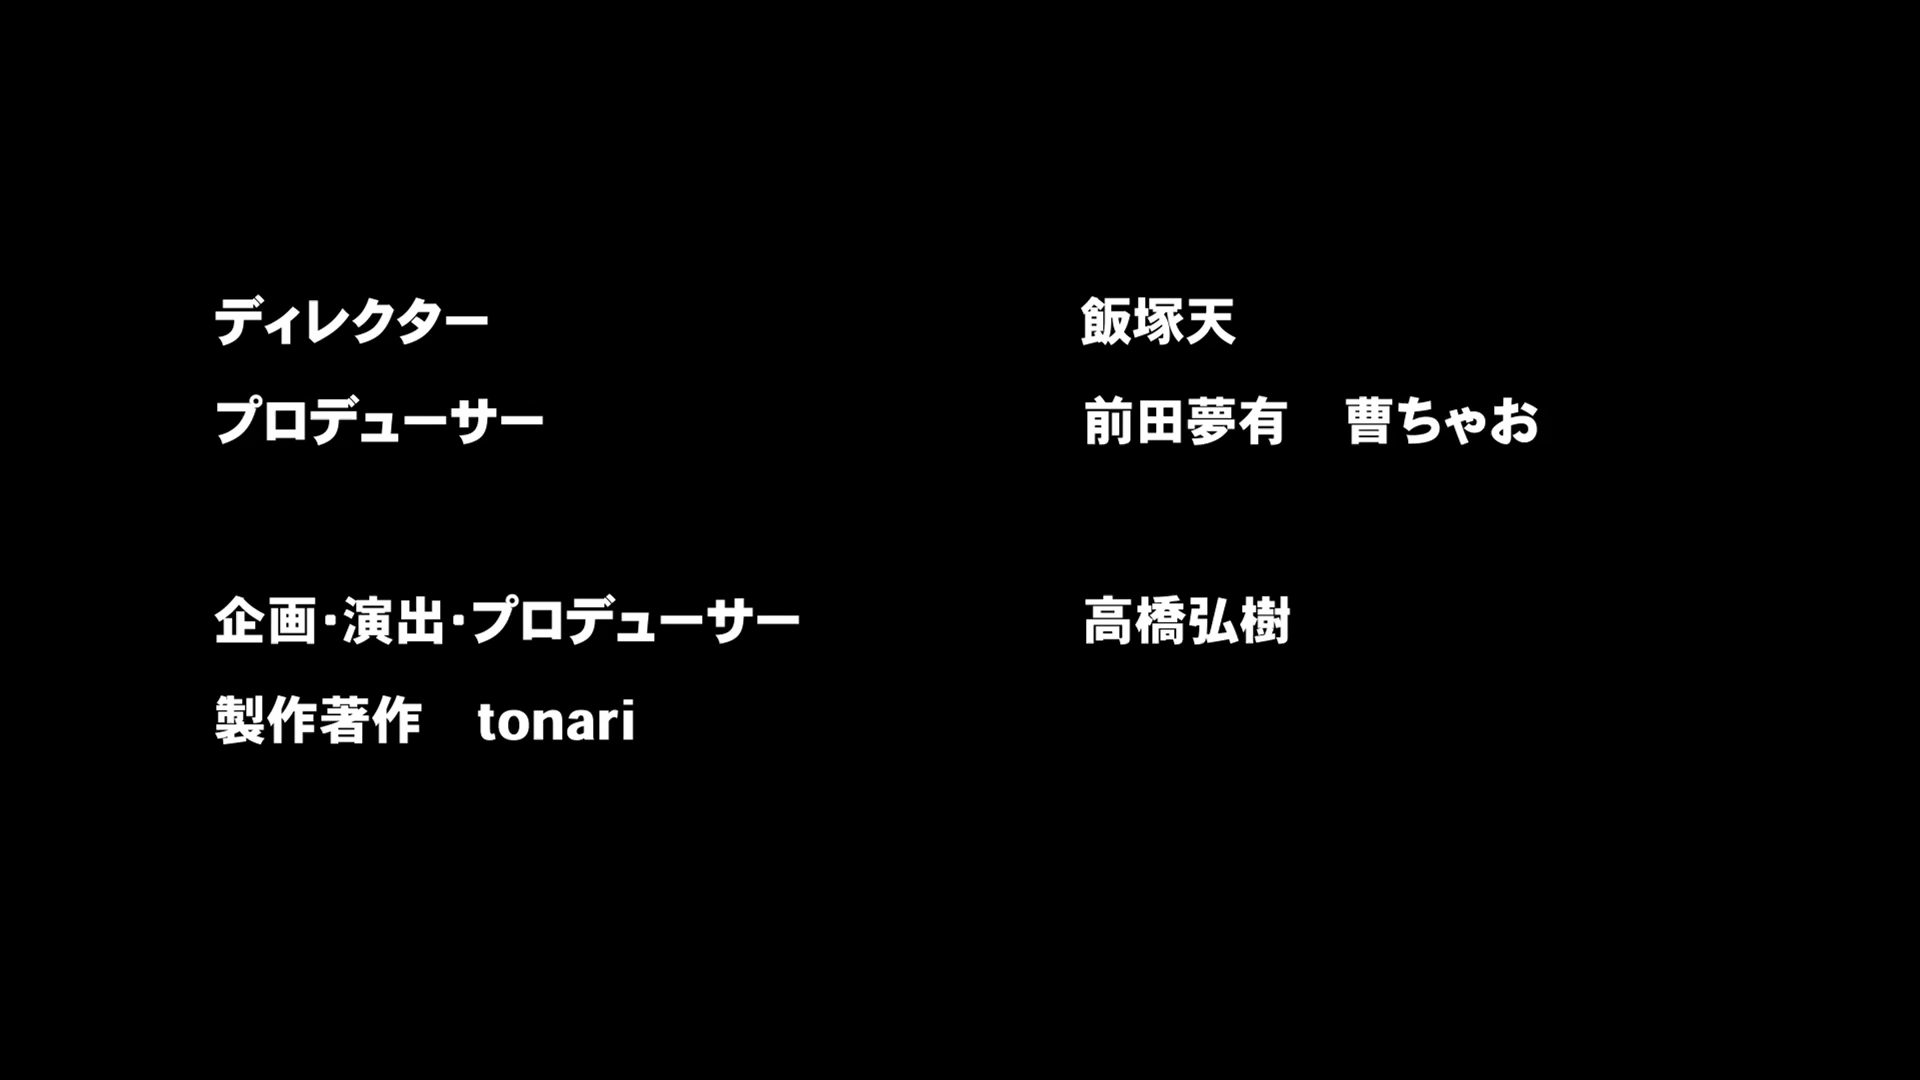 ディレクター　飯塚天
プロデューサー　前田夢有　曹ちゃお
企画・演出・プロデューサー　高橋弘樹
製作著作　tonari